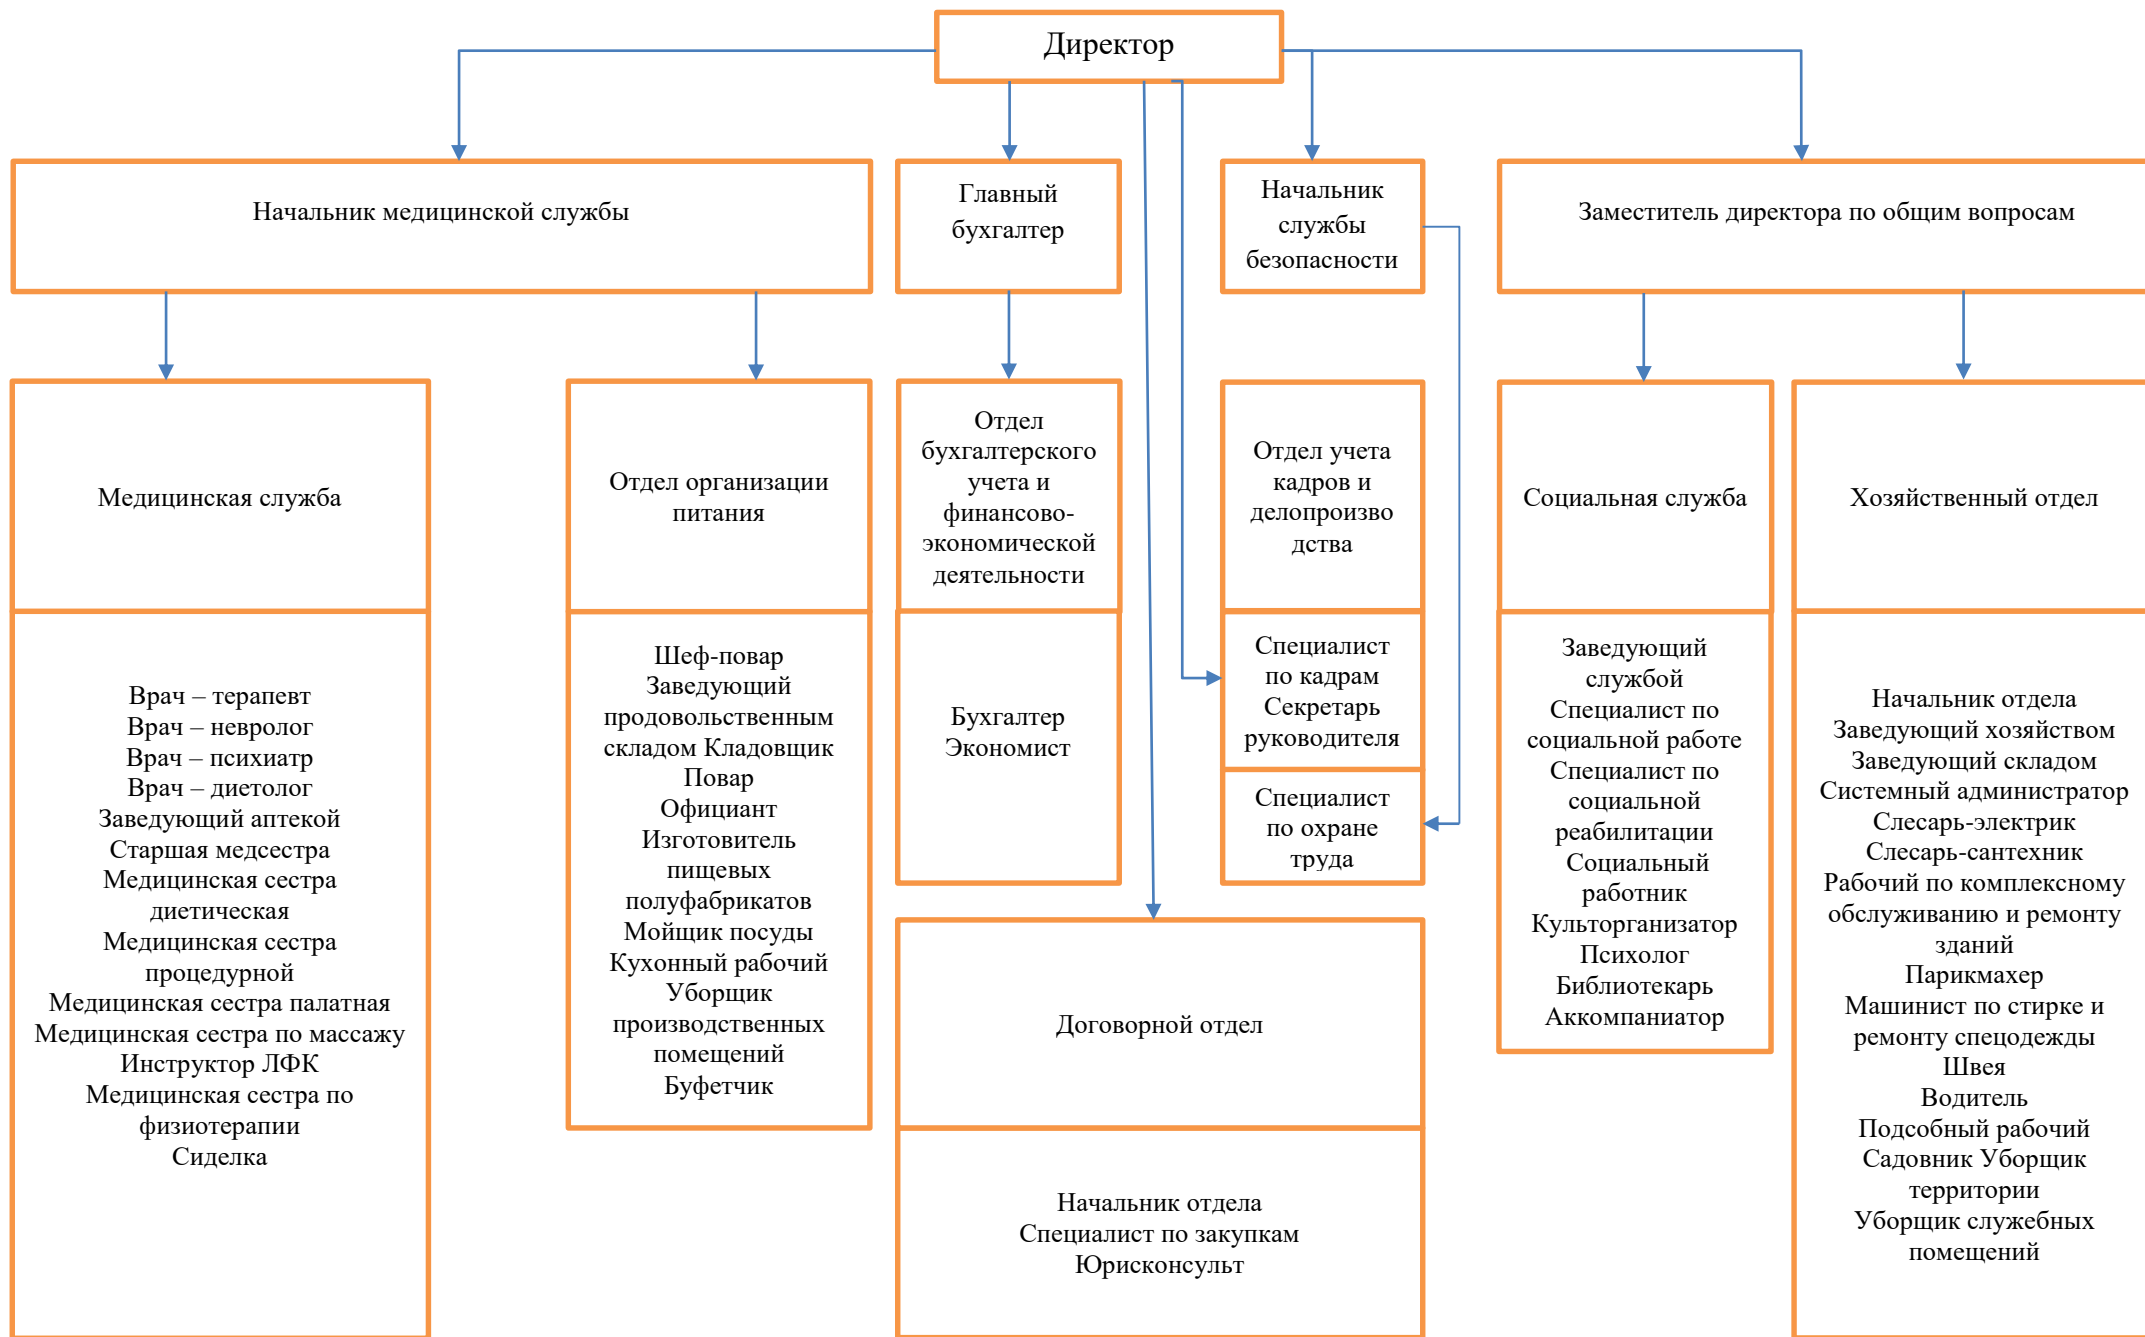 Директор
Начальник медицинской службы
Главный
бухгалтер
Начальник
службы
безопасности
Заместитель директора по общим вопросам
Медицинская служба
Отдел организации
питания
Отдел
бухгалтерского
учета и
финансово-
экономической
деятельности
Отдел учета
кадров и
делопроизво
дства
Социальная служба
Хозяйственный отдел
Врач – терапевт
Врач – невролог
Врач – психиатр
Врач – диетолог
Заведующий аптекой
Старшая медсестра
Медицинская сестра
диетическая
Медицинская сестра
процедурной
Медицинская сестра палатная
Медицинская сестра по массажу
Инструктор ЛФК
Медицинская сестра по
физиотерапии
Сиделка
Шеф-повар
Заведующий
продовольственным
складом Кладовщик
Повар
Официант
Изготовитель
пищевых
полуфабрикатов
Мойщик посуды
Кухонный рабочий
Уборщик
производственных
помещений
Буфетчик
Бухгалтер
Экономист
Специалист
по кадрам
Секретарь
руководителя
Специалист
по охране
труда
Договорной отдел
Начальник отдела
Специалист по закупкам
Юрисконсульт
Заведующий
службой
Специалист по
социальной работе
Специалист по
социальной
реабилитации
Социальный
работник
Культорганизатор
Психолог
Библиотекарь
Аккомпаниатор
Начальник отдела
Заведующий хозяйством
Заведующий складом
Системный администратор
Слесарь-электрик
Слесарь-сантехник
Рабочий по комплексному
обслуживанию и ремонту
зданий
Парикмахер
Машинист по стирке и
ремонту спецодежды
Швея
Водитель
Подсобный рабочий
Садовник Уборщик
территории
Уборщик служебных
помещений